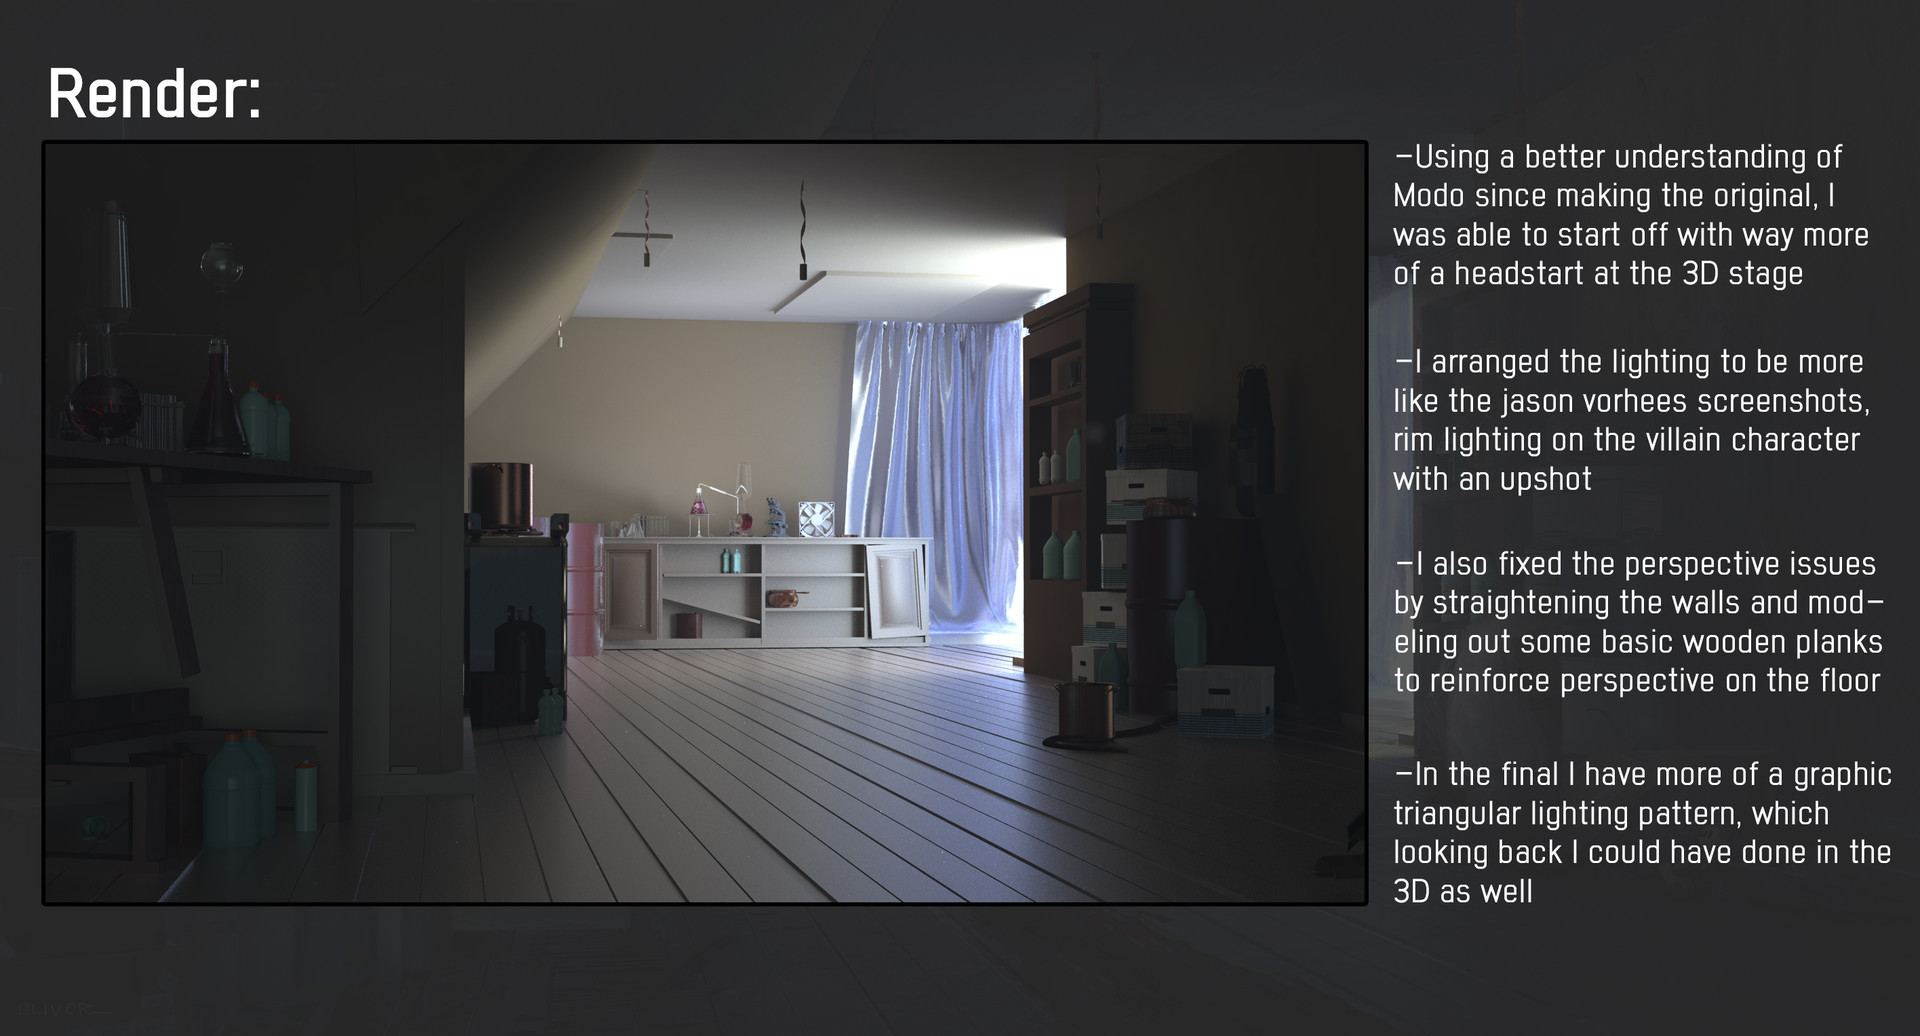 Render:
-Using a better understanding of
Modo since making the original, I
was able to start off with way more
of a headstart at the 3D stage
-I arranged the lighting to be more
like the jason vorhees screenshots,
rim lighting on the villain character
with an upshot
-I also fixed the perspective issues
by straightening the walls and mod-
eling out some basic wooden planks
to reinforce perspective on the floor
-In the final I have more of a graphic
triangular lighting pattern, which
looking back I could have done in the
3D as well